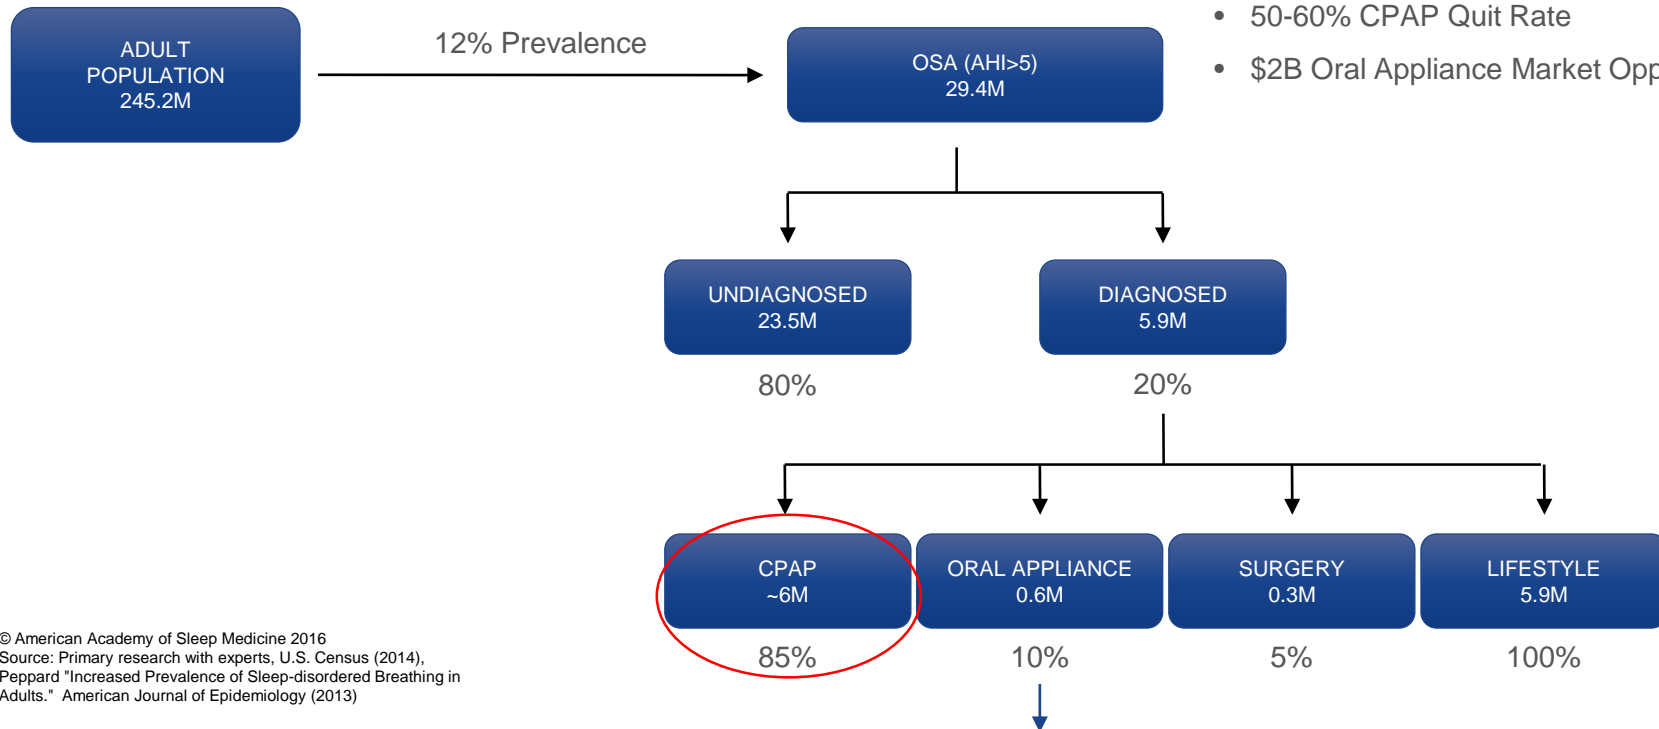 • 50-60% CPAP Quit Rate
• $2B Oral Appliance Market
ADULT
POPULATION
245.2M
12% Prevalence
OSA (AHI>5)
29.4M
UNDIAGNOSED
23.5M
80%
DIAGNOSED
5.9M
20%
CPAP
~6M
85%
ORAL APPLIANCE
0.6M
10%
SURGERY
0.3M
5%
LIFESTYLE
5.9M
100%
© American Academy of Sleep Medicine 2016
Source: Primary research with experts, U.S. Census (2014),
Peppard "Increased Prevalence of Sleep-disordered Breathing in
Adults." American Journal of Epidemiology (2013)